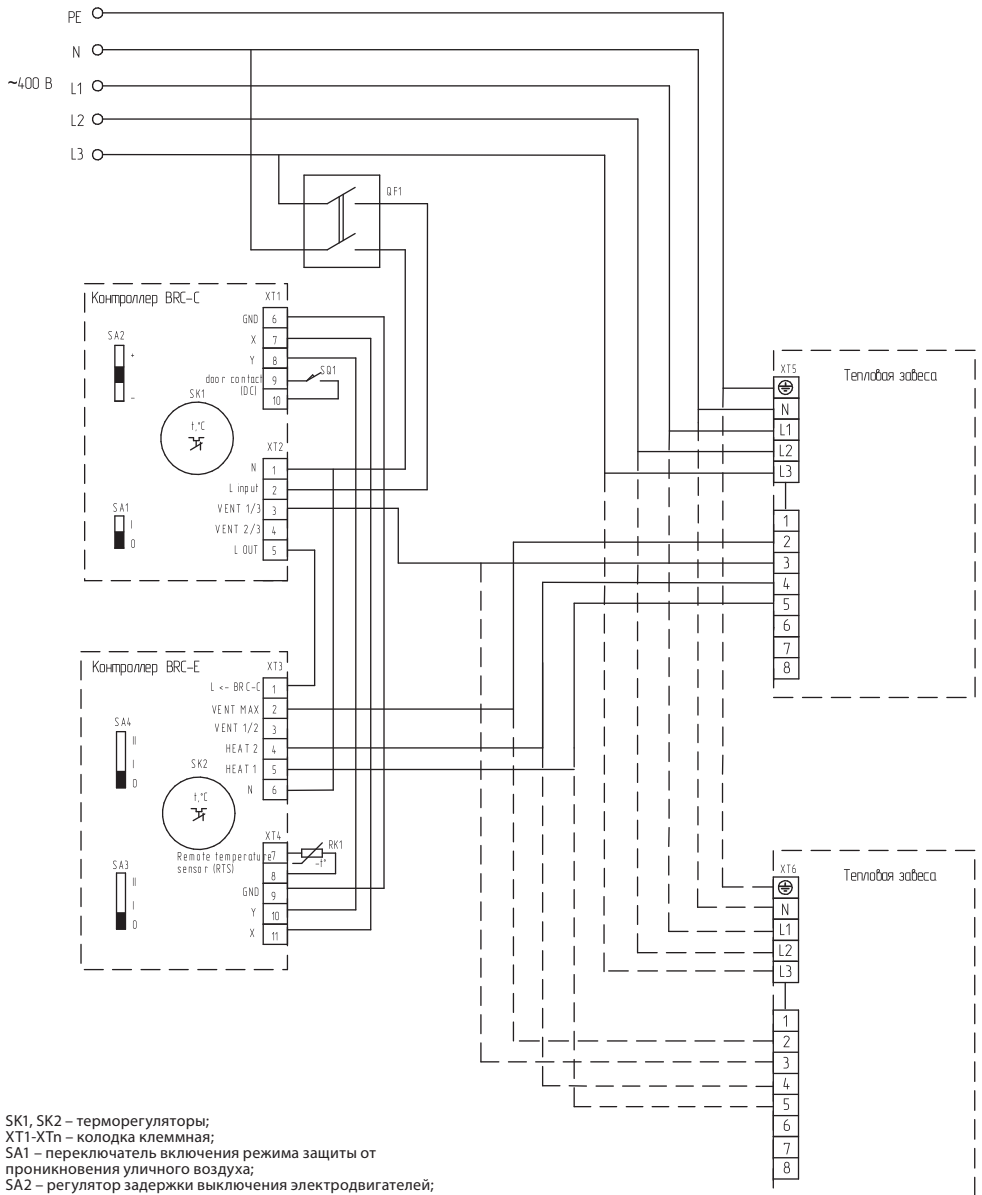 PE
N
~400 В
L1
L2
L3
QF1
Контроллер BRC-C
XT1
SA2
+
-
GND 6
X 7
Y 8
door contact (DC) 9
10
SQ1
SK1
t,°C
XT2
N 1
L input 2
VENT 1/3 3
VENT 2/3 4
L OUT 5
SA1
I
0
Контроллер BRC-E
XT3
L <- BRC-C 1
VENT MAX 2
VENT 1/2 3
HEAT 2 4
HEAT 1 5
N 6
SA4
II
I
0
SK2
t,°C
XT4
Remote temperature 7
sensor (RTS) 8
RK1
-t°
GND 9
Y 10
X 11
SA3
II
I
0
XT5
Тепловая завеса
N
L1
L2
L3
1
2
3
4
5
6
7
8
XT6
Тепловая завеса
N
L1
L2
L3
1
2
3
4
5
6
7
8
SK1, SK2 – терморегуляторы;
XT1-XTn – колодка клеммная;
SA1 – переключатель включения режима защиты от
проникновения уличного воздуха;
SA2 – регулятор задержки выключения электродвигателей;